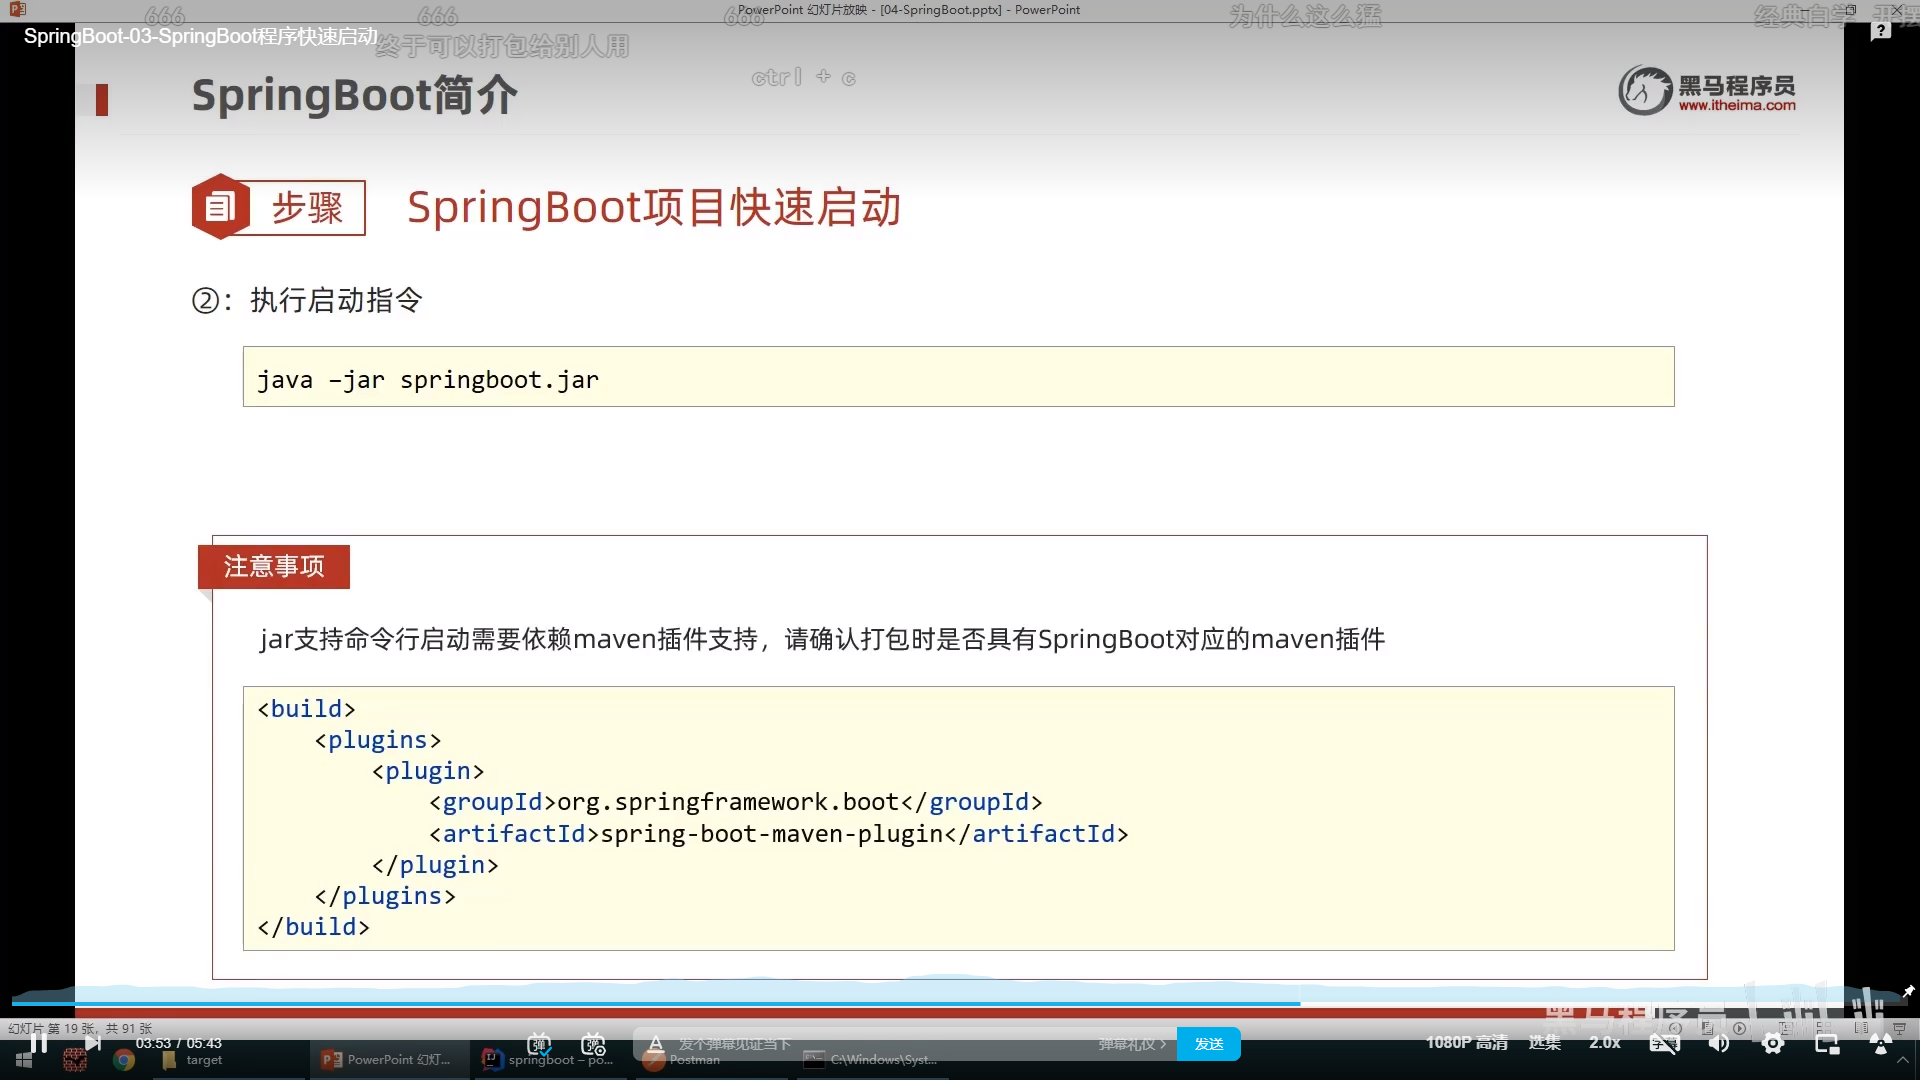 PowerPoint 幻灯片放映 - [04-SpringBoot.pptx] - PowerPoint
666
666
666
为什么这么猛
经典白学
开摆
SpringBoot-03-SpringBoot程序快速启动
终于可以打包给别人用
ctrl + c
SpringBoot简介
黑马程序员
www.itheima.com
步骤
SpringBoot项目快速启动
②：执行启动指令
java –jar springboot.jar
注意事项
jar支持命令行启动需要依赖maven插件支持，请确认打包时是否具有SpringBoot对应的maven插件
<build>
<plugins>
<plugin>
<groupId>org.springframework.boot</groupId>
<artifactId>spring-boot-maven-plugin</artifactId>
</plugin>
</plugins>
</build>
黑马程序员
幻灯片 第 19 张，共 91 张
03:53 / 05:43
弹
弹
发个弹幕见证当下
弹幕礼仪 >
发送
1080P 高清
选集
2.0x
字幕
target
PowerPoint 幻灯...
springboot – po...
Postman
C:\Windows\Syst...